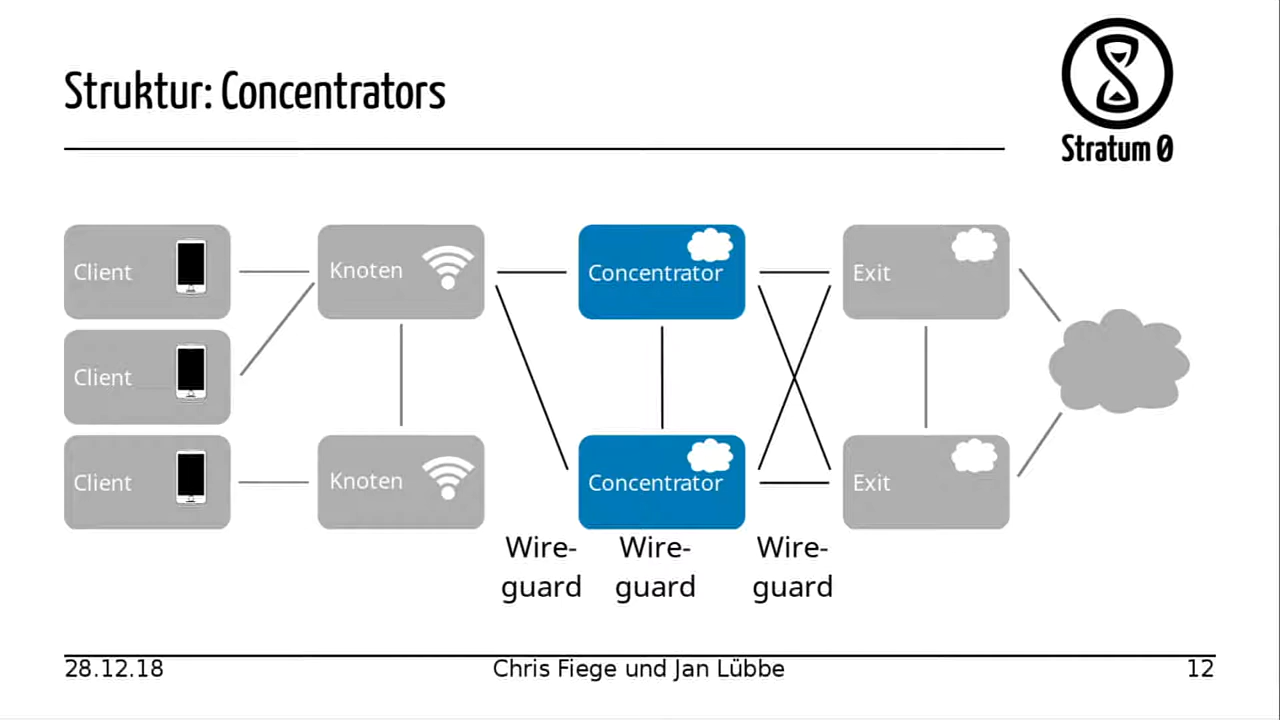 Struktur: Concentrators
Stratum 0
Client
Knoten
Concentrator
Exit
Client
Client
Knoten
Concentrator
Exit
Wire-
guard
Wire-
guard
Wire-
guard
28.12.18
Chris Fiege und Jan Lübbe
12